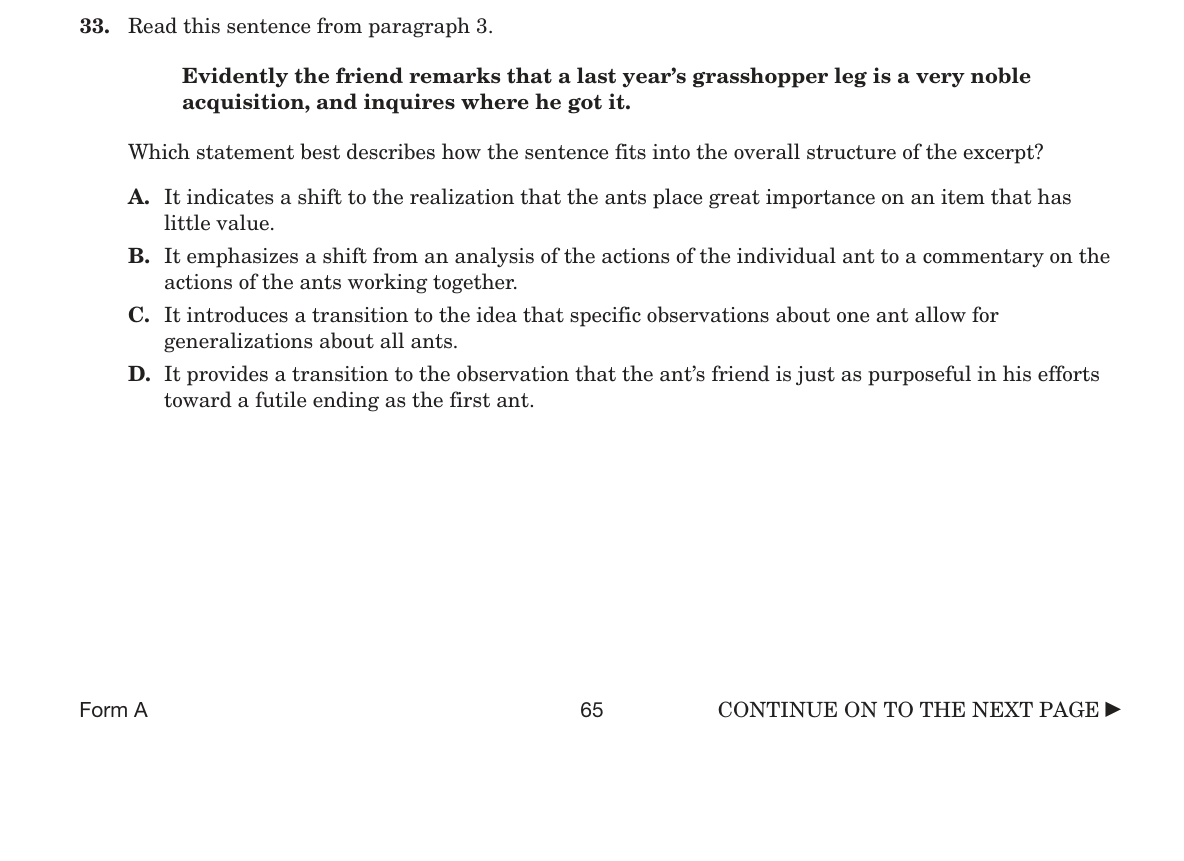 33. Read this sentence from paragraph 3.
Evidently the friend remarks that a last year’s grasshopper leg is a very noble
acquisition, and inquires where he got it.
Which statement best describes how the sentence fits into the overall structure of the excerpt?
A. It indicates a shift to the realization that the ants place great importance on an item that has
little value.
B. It emphasizes a shift from an analysis of the actions of the individual ant to a commentary on the
actions of the ants working together.
C. It introduces a transition to the idea that specific observations about one ant allow for
generalizations about all ants.
D. It provides a transition to the observation that the ant’s friend is just as purposeful in his efforts
toward a futile ending as the first ant.
Form A 65 CONTINUE ON TO THE NEXT PAGE ►